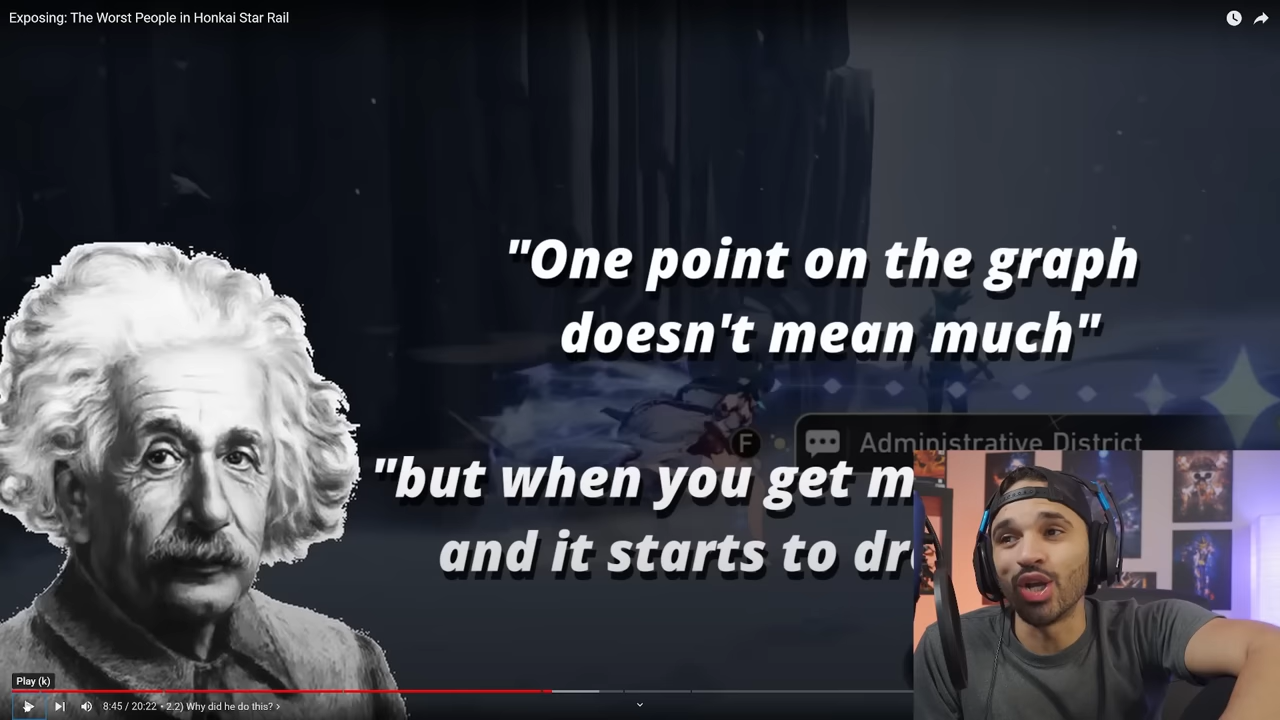 Exposing: The Worst People in Honkai Star Rail
"One point on the graph
doesn't mean much"
F
Administrative District
"but when you get
and it starts to
Play (k)
8:45 / 20:22 • 2.2) Why did he do this? ›